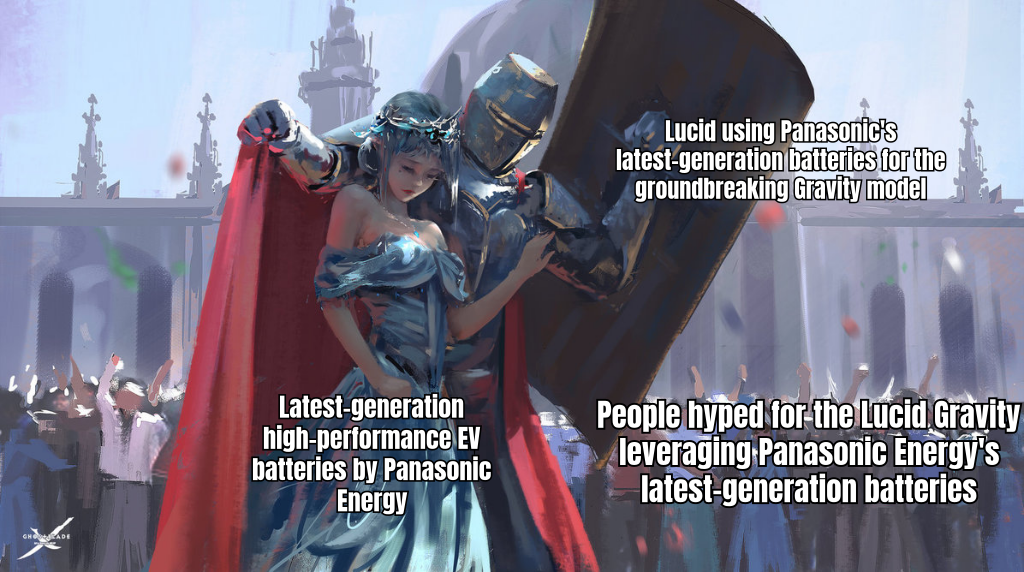 Lucid using Panasonic's
latest-generation batteries for the
groundbreaking Gravity model
Latest-generation
high-performance EV
batteries by Panasonic
Energy
People hyped for the Lucid Gravity
leveraging Panasonic Energy's
latest-generation batteries